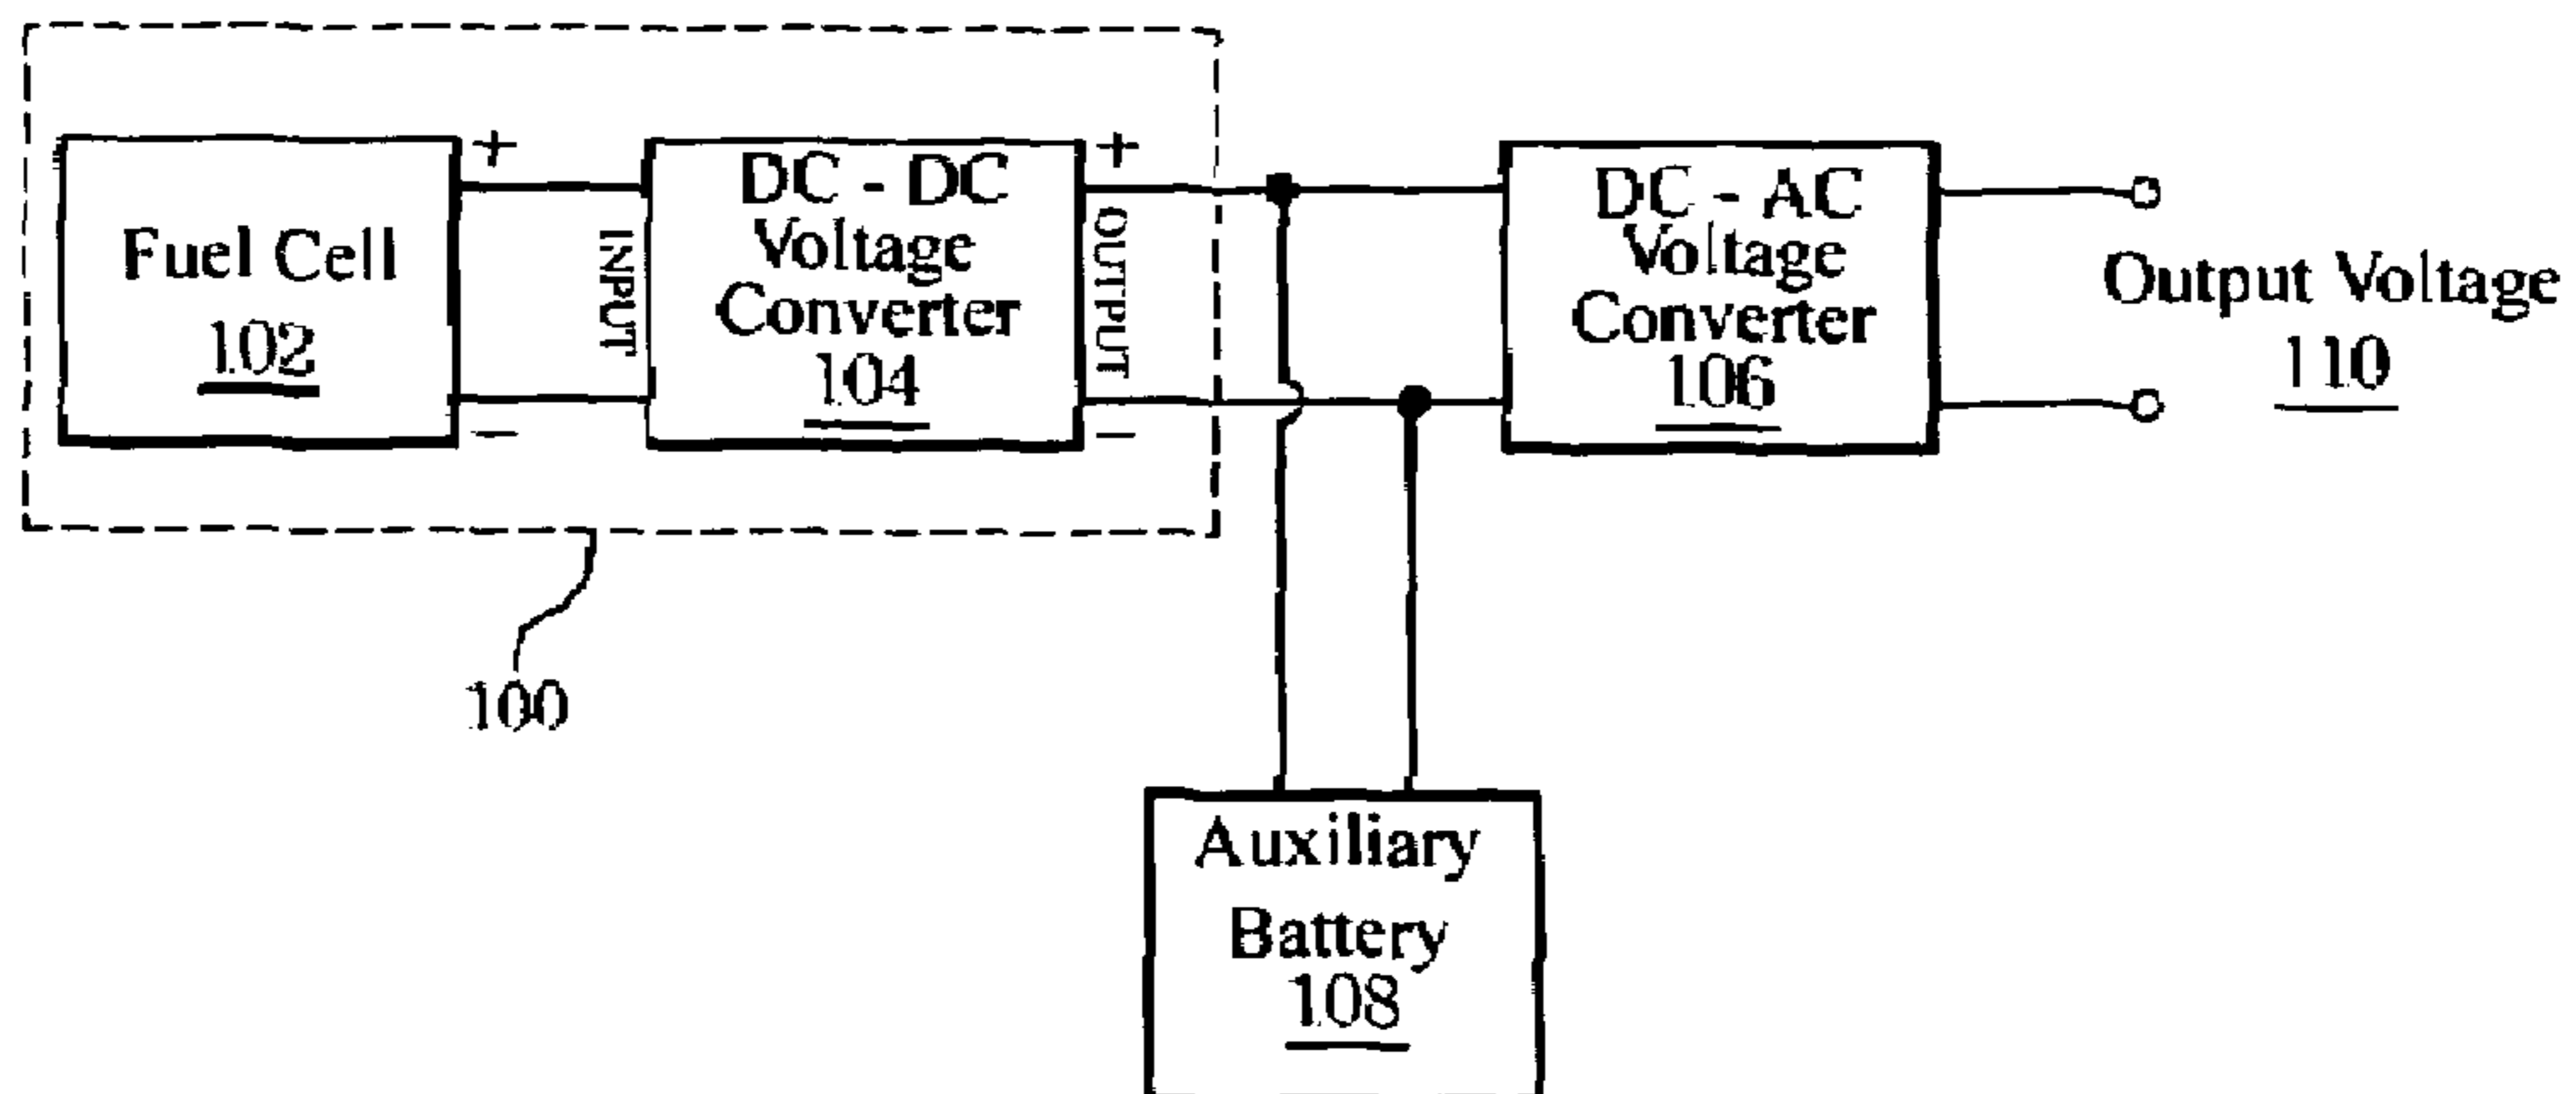 Fuel Cell
102
+
−
INPUT
DC - DC
Voltage
Converter
104
+
OUTPUT
−
DC - AC
Voltage
Converter
106
Output Voltage
110
100
Auxiliary
Battery
108